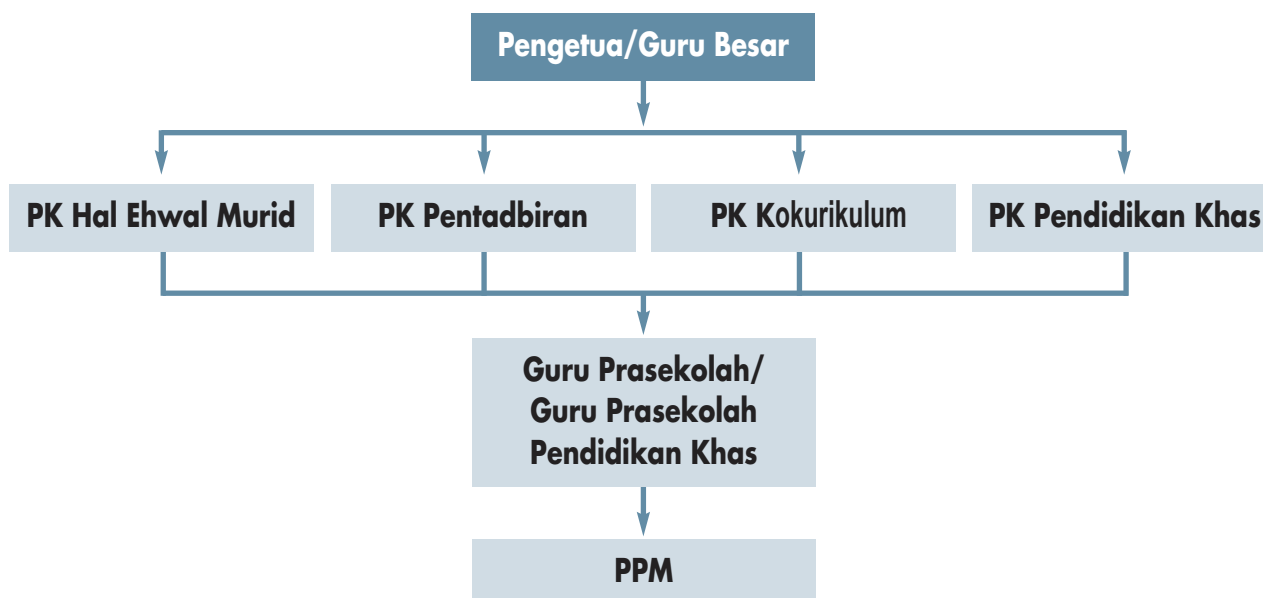 Pengetua/Guru Besar
PK Hal Ehwal Murid
PK Pentadbiran
PK Kokurikulum
PK Pendidikan Khas
Guru Prasekolah/
Guru Prasekolah
Pendidikan Khas
PPM